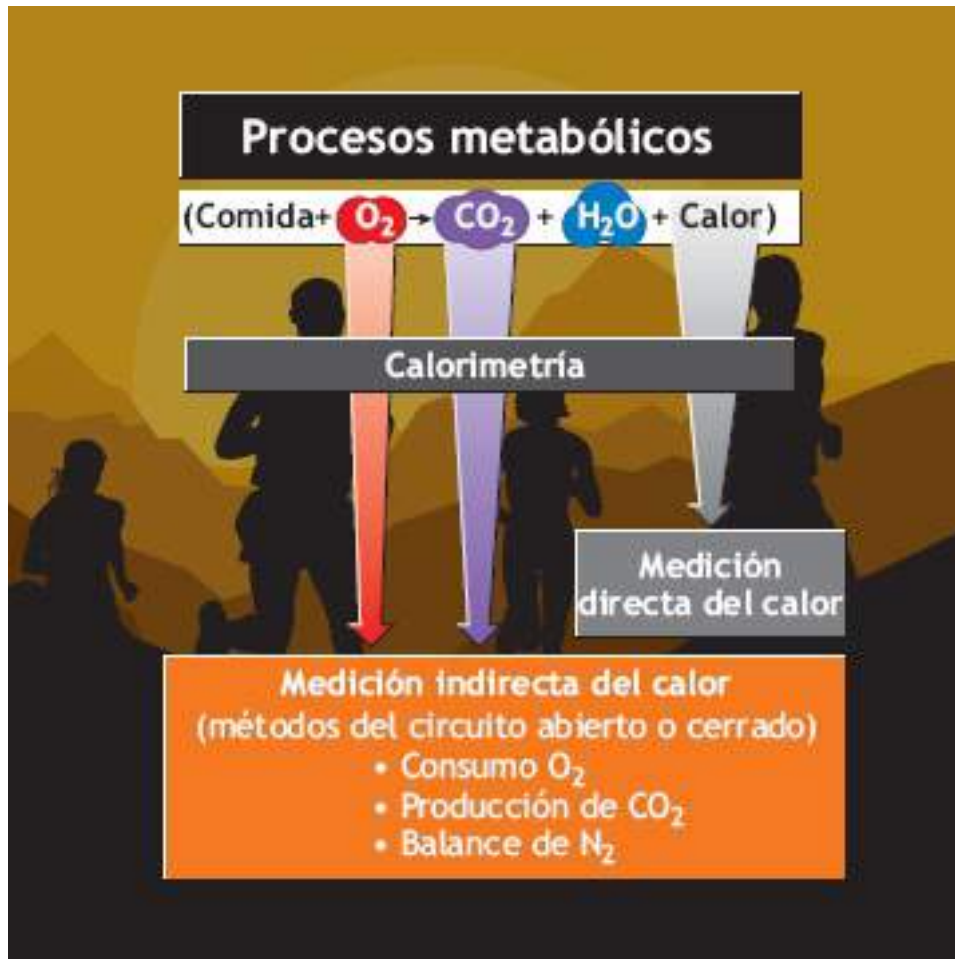 Procesos metabólicos
(Comida+ O₂ → CO₂ + H₂O + Calor)
Calorimetría
Medición
directa del calor
Medición indirecta del calor
(métodos del circuito abierto o cerrado)
• Consumo O₂
• Producción de CO₂
• Balance de N₂